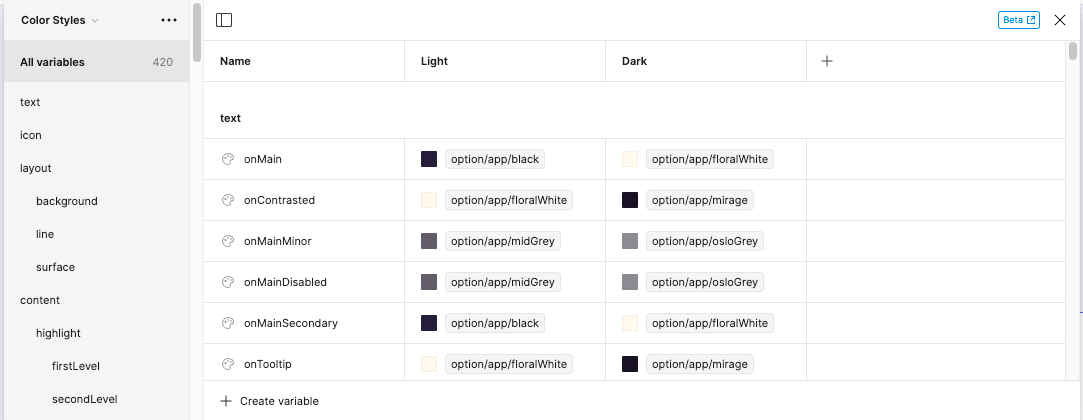 Color Styles
Beta
All variables 420
Name Light Dark
text
icon
layout
background
line
surface
content
highlight
firstLevel
secondLevel
text
onMain option/app/black option/app/floralWhite
onContrasted option/app/floralWhite option/app/mirage
onMainMinor option/app/midGrey option/app/osloGrey
onMainDisabled option/app/midGrey option/app/osloGrey
onMainSecondary option/app/black option/app/floralWhite
onTooltip option/app/floralWhite option/app/mirage
Create variable